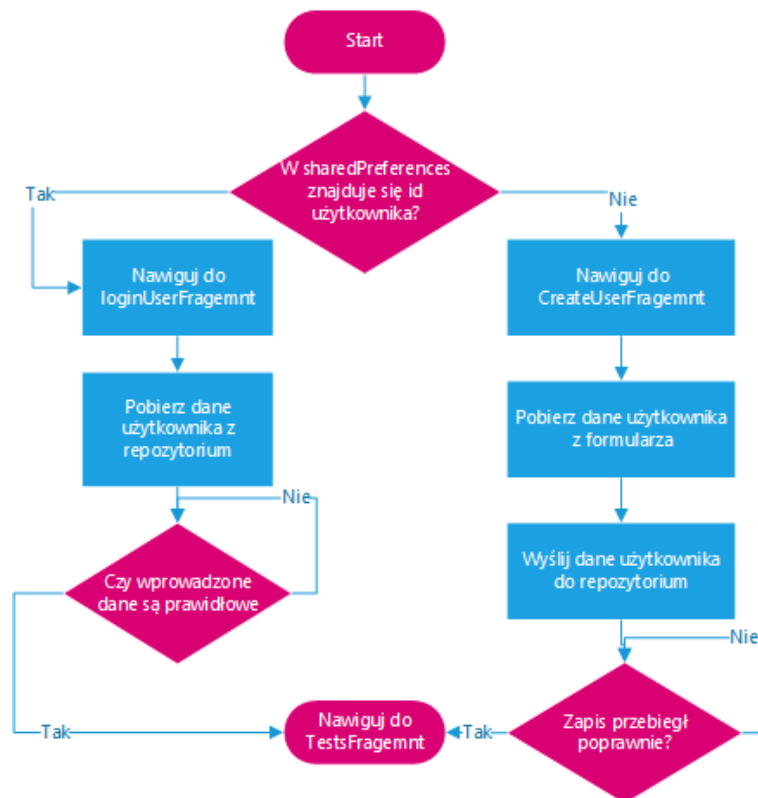 Start
W sharedPreferences
znajduje się id
użytkownika?
Tak
Nie
Nawiguj do
loginUserFragemnt
Nawiguj do
CreateUserFragemnt
Pobierz dane
użytkownika z
repozytorium
Pobierz dane użytkownika
z formularza
Nie
Wyślij dane użytkownika
do repozytorium
Czy wprowadzone
dane są prawidłowe
Nie
Tak
Nawiguj do
TestsFragemnt
Tak
Zapis przebiegł
poprawnie?